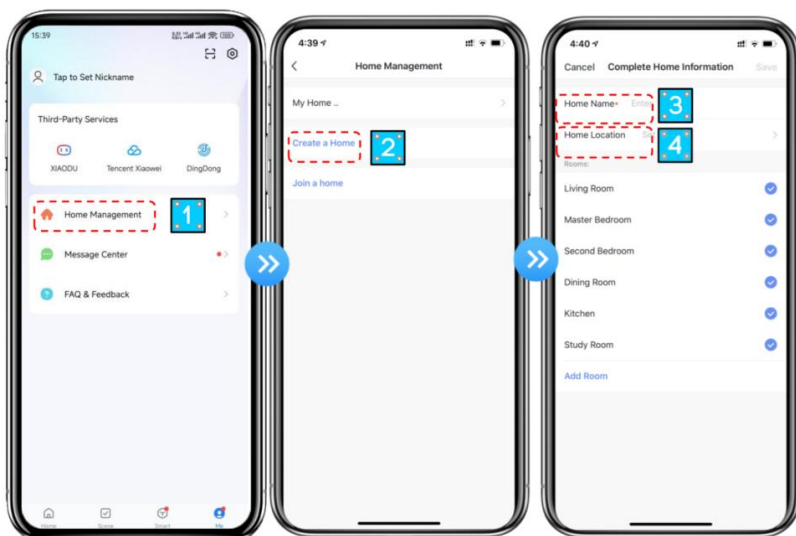 15:39
Tap to Set Nickname
Third-Party Services
XIAODU
Tencent Xiaowei
DingDong
Home Management
1
Message Center
FAQ & Feedback
Home
Scene
Smart
Me
4:39
Home Management
My Home ..
Create a Home
2
Join a home
4:40
Cancel Complete Home Information Save
Home Name*
3
Home Location
4
Rooms:
Living Room
Master Bedroom
Second Bedroom
Dining Room
Kitchen
Study Room
Add Room